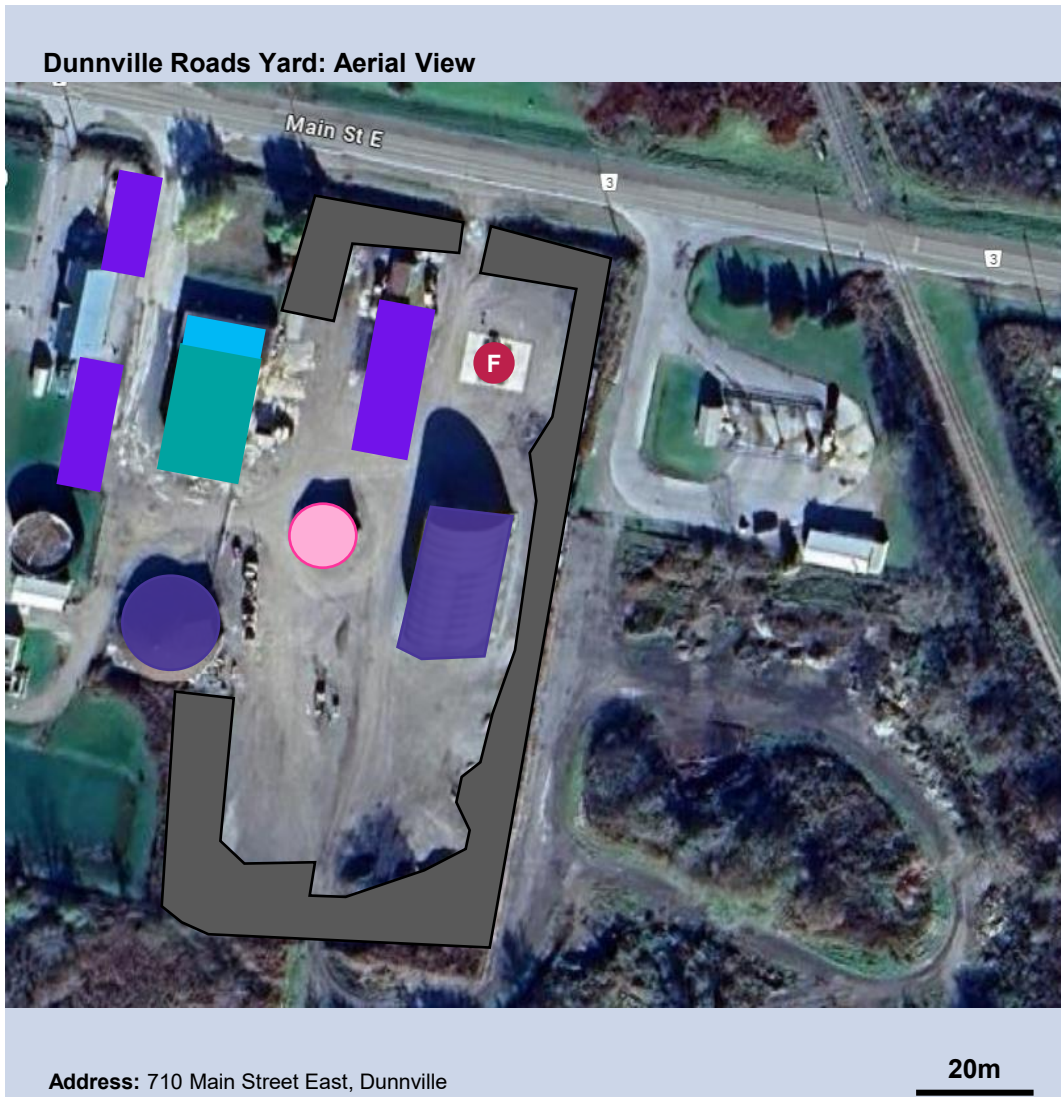 Dunnville Roads Yard: Aerial View
Main St E
3
3
F
Address: 710 Main Street East, Dunnville
20m